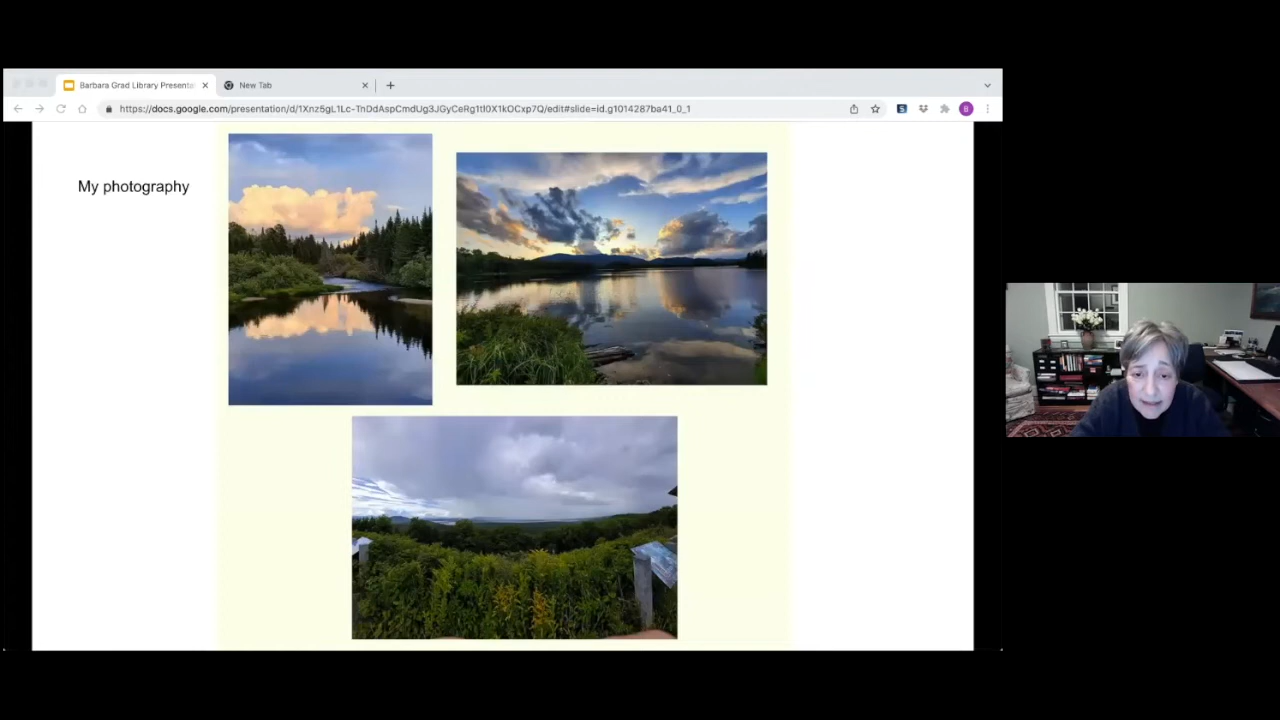 Barbara Grad Library Presenta
New Tab
https://docs.google.com/presentation/d/1Xnz5gL1Lc-TnDdAspCmdUg3JGyCeRg1tl0X1kOCxp7Q/edit#slide=id.g1014287ba41_0_1
B
My photography